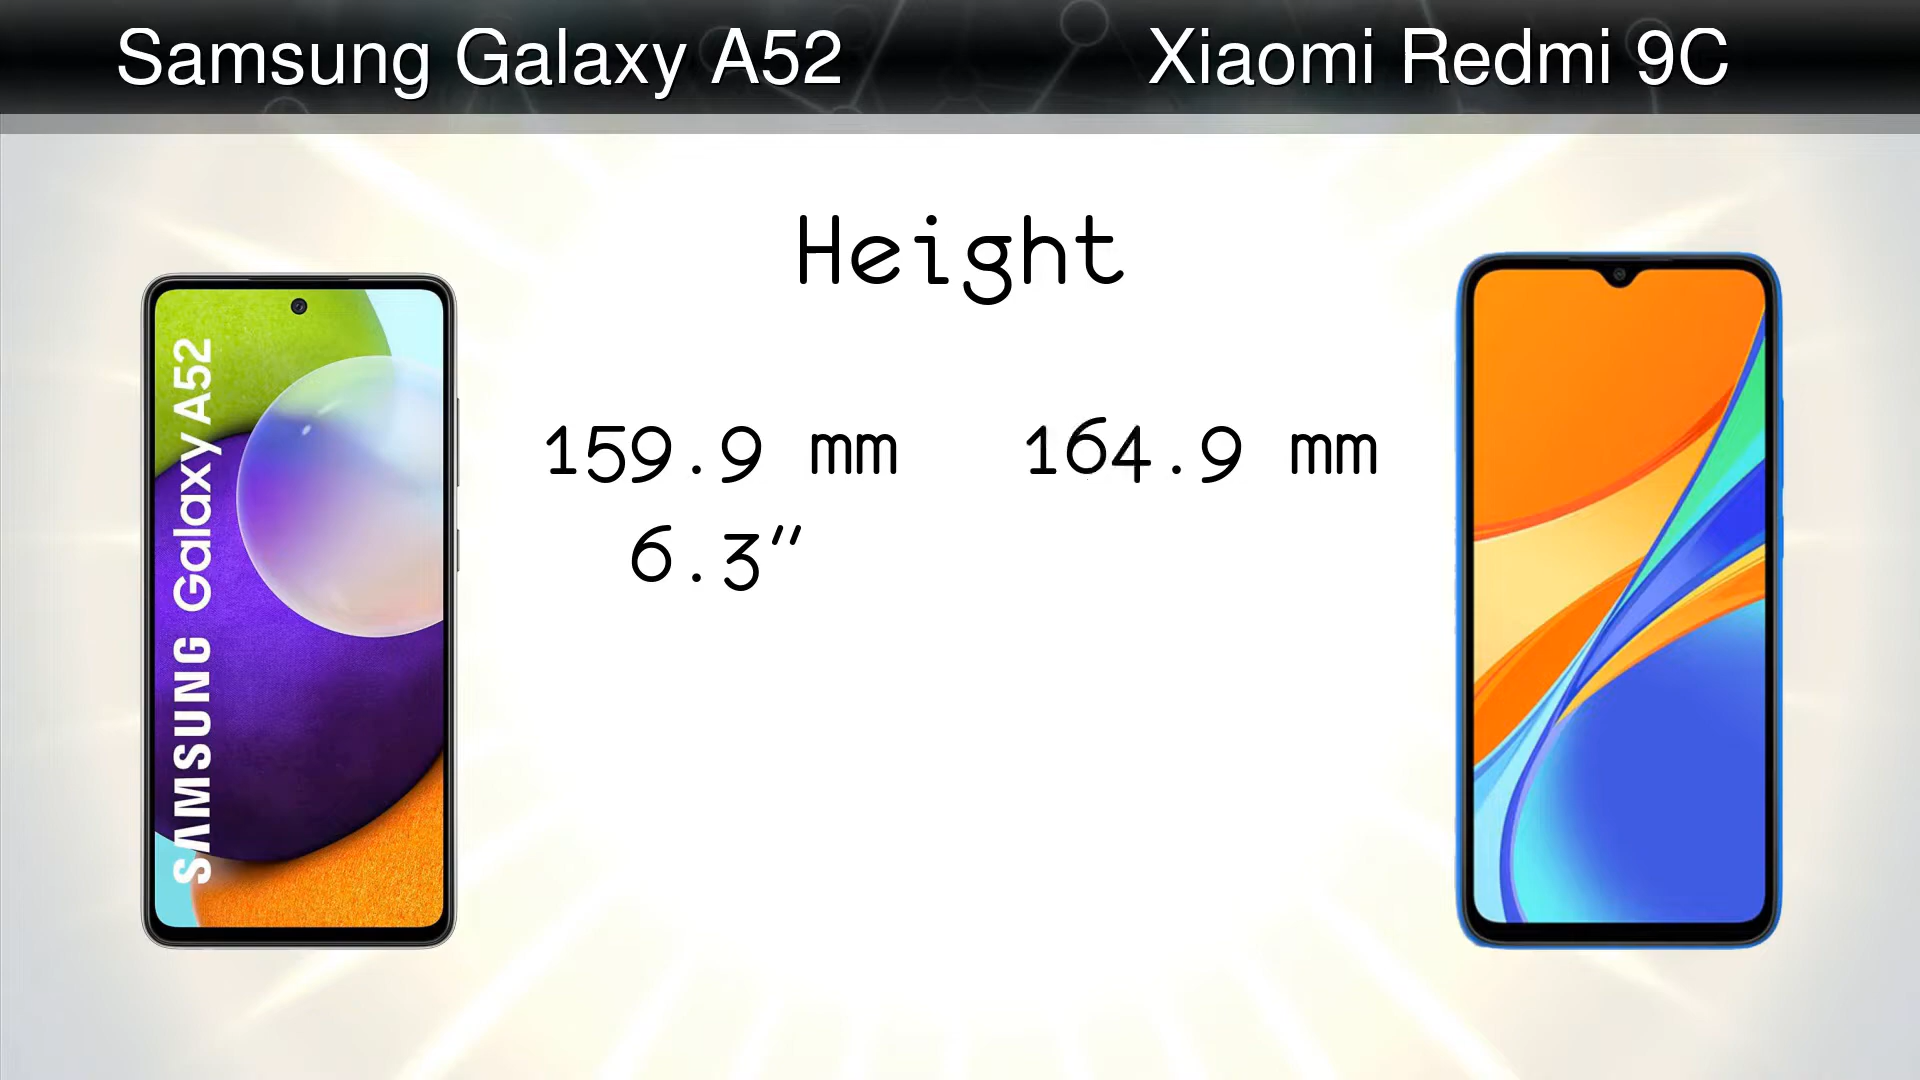 Samsung Galaxy A52
Xiaomi Redmi 9C
Height
159.9 mm
164.9 mm
6.3"
SAMSUNG Galaxy A52